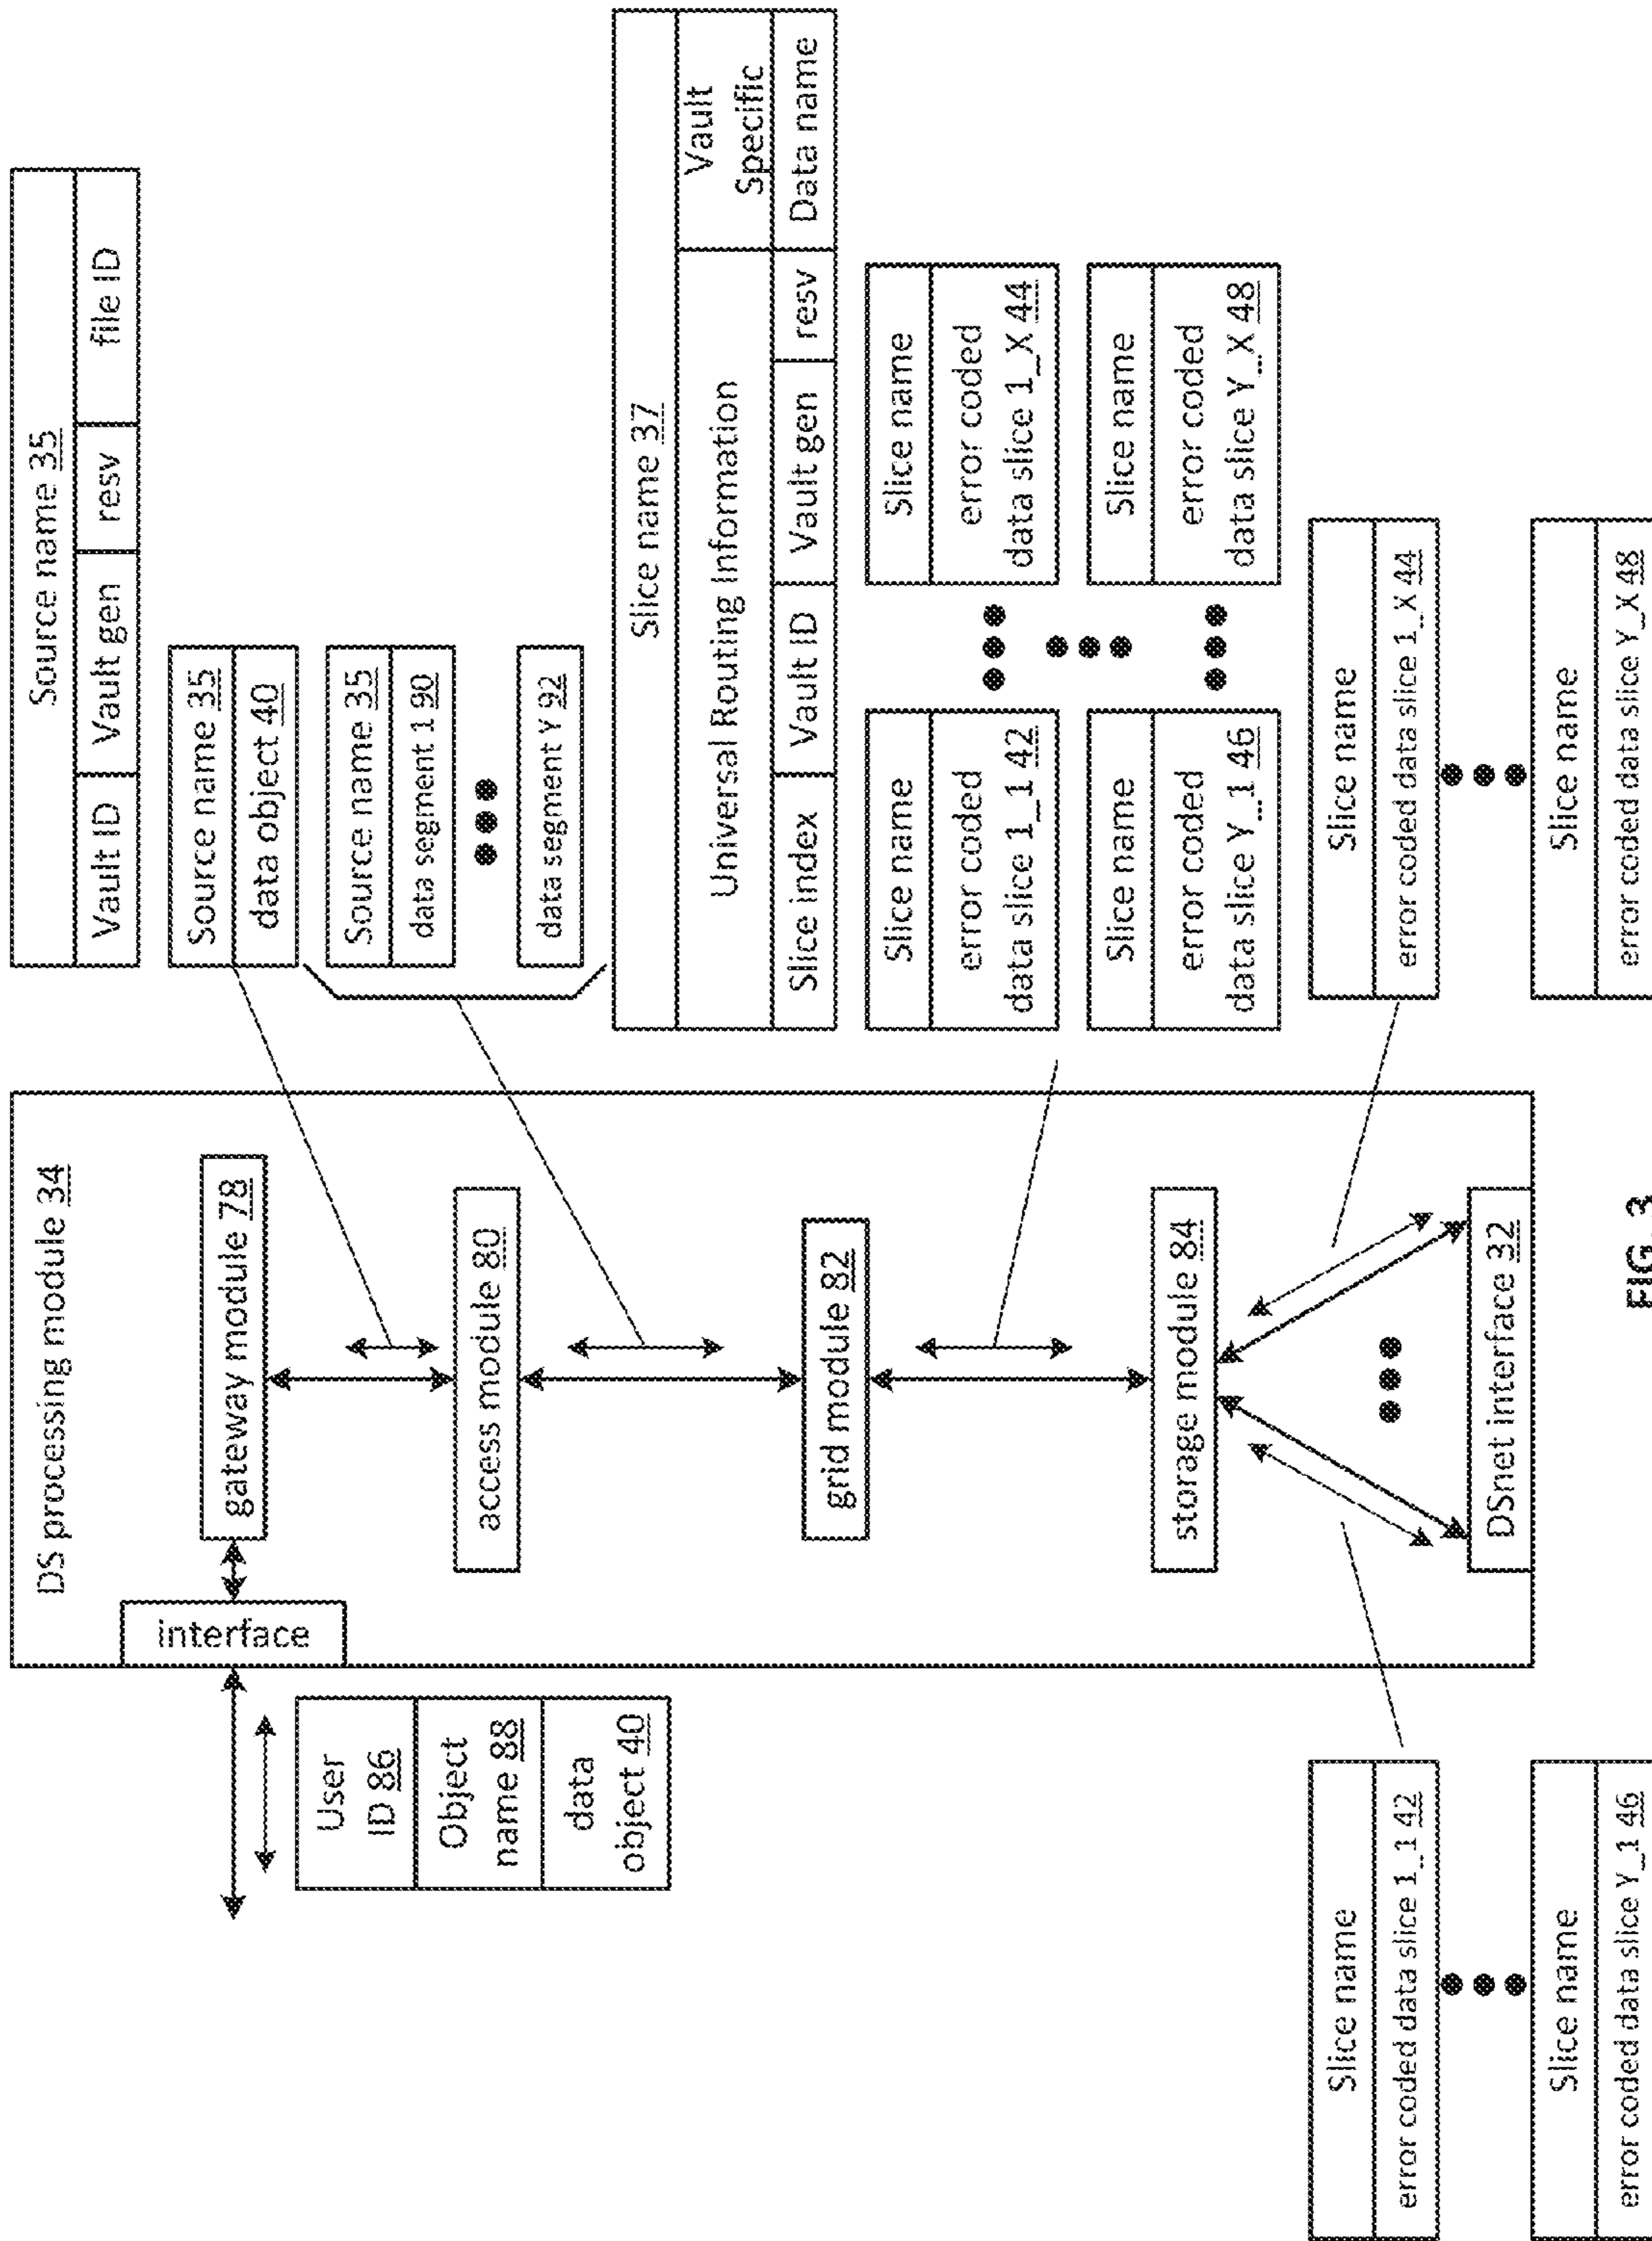 DS processing module 34
interface
gateway module 78
access module 80
grid module 82
storage module 84
DSnet interface 32
User
ID 86
Object
name 88
data
object 40
Source name 35
Vault ID
Vault gen
resv
file ID
Source name 35
data object 40
Source name 35
data segment 1 90
data segment Y 92
Slice name 37
Universal Routing Information
Vault
Specific
Slice index
Vault ID
Vault gen
resv
Data name
Slice name
error coded
data slice 1_1 42
Slice name
error coded
data slice 1_X 44
Slice name
error coded
data slice Y_1 46
Slice name
error coded
data slice Y_X 48
Slice name
error coded data slice 1_1 42
Slice name
error coded data slice Y_1 46
Slice name
error coded data slice 1_X 44
Slice name
error coded data slice Y_X 48
FIG. 3